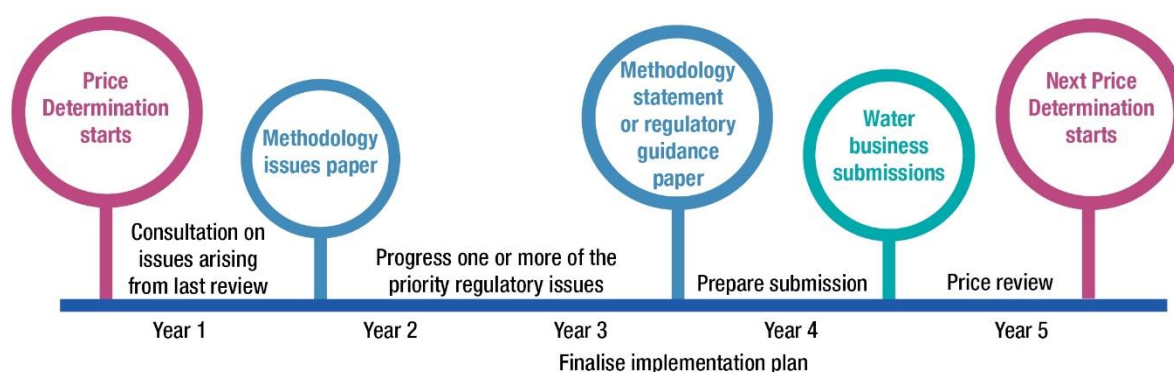 Price
Determination
starts
Methodology
issues paper
Methodology
statement
or regulatory
guidance
paper
Water
business
submissions
Next Price
Determination
starts
Consultation on
issues arising
from last review
Progress one or more of the
priority regulatory issues
Prepare submission
Price review
Year 1
Year 2
Year 3
Year 4
Year 5
Finalise implementation plan